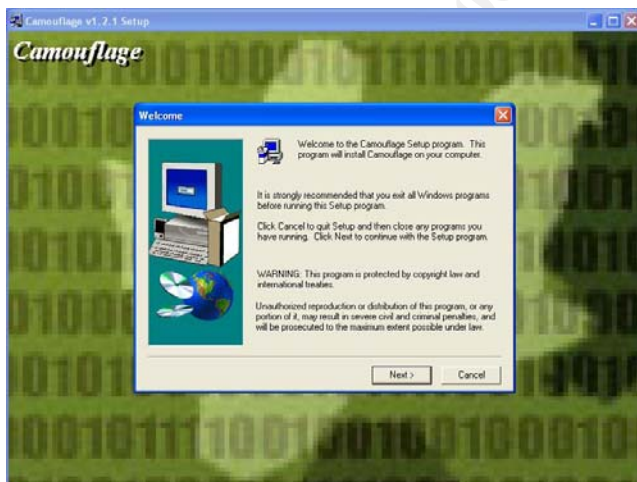 Camouflage v1.2.1 Setup
Camouflage
Welcome
Welcome to the Camouflage Setup program. This
program will install Camouflage on your computer.
It is strongly recommended that you exit all Windows programs
before running this Setup program.
Click Cancel to quit Setup and then close any programs you
have running. Click Next to continue with the Setup program.
WARNING: This program is protected by copyright law and
international treaties.
Unauthorized reproduction or distribution of this program, or any
portion of it, may result in severe civil and criminal penalties, and
will be prosecuted to the maximum extent possible under law.
Next >
Cancel